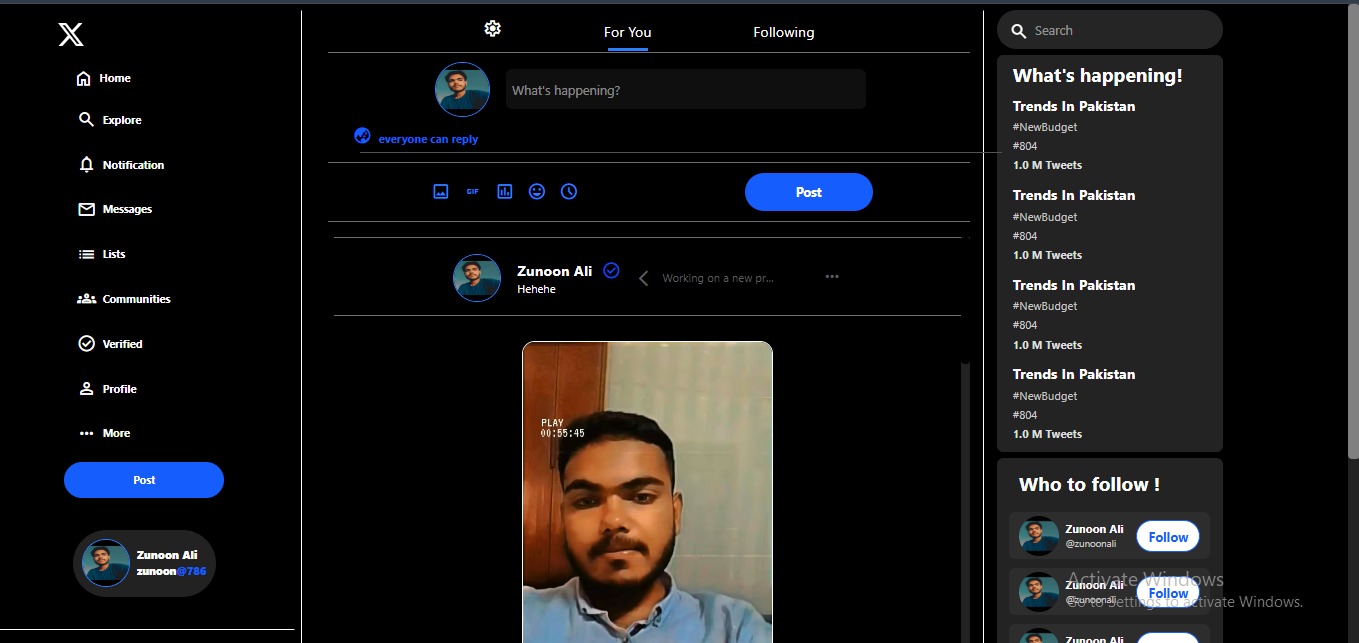 Home
Explore
Notification
Messages
Lists
Communities
Verified
Profile
More
Post
Zunoon Ali
zunoon@786
For You
Following
What's happening?
everyone can reply
GIF
Post
Zunoon Ali
Hehehe
Working on a new pr...
PLAY
00:55:45
Search
What's happening!
Trends In Pakistan
#NewBudget
#804
1.0 M Tweets
Trends In Pakistan
#NewBudget
#804
1.0 M Tweets
Trends In Pakistan
#NewBudget
#804
1.0 M Tweets
Trends In Pakistan
#NewBudget
#804
1.0 M Tweets
Who to follow !
Zunoon Ali
@zunoonali
Follow
Zunoon Ali
@zunoonali
Follow
Zunoon Ali
Activate Windows
Go to Settings to activate Windows.